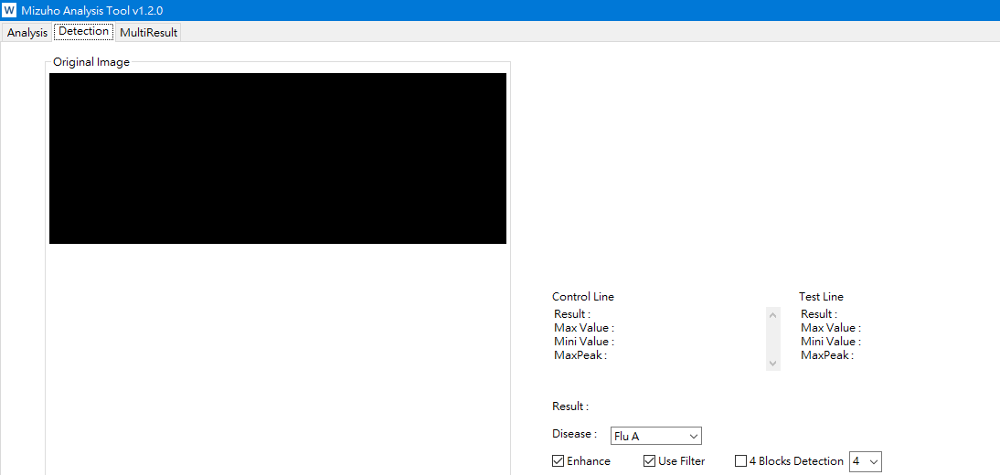 W Mizuho Analysis Tool v1.2.0
Analysis Detection MultiResult
Original Image
Control Line
Result :
Max Value :
Mini Value :
MaxPeak :
Test Line
Result :
Max Value :
Mini Value :
MaxPeak :
Result :
Disease : Flu A
Enhance Use Filter 4 Blocks Detection 4